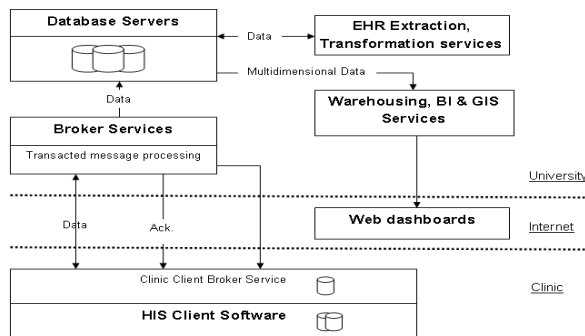 Database Servers
Data
EHR Extraction,
Transformation services
Multidimensional Data
Data
Warehousing, BI & GIS
Services
Broker Services
Transacted message processing
University
Data
Ack.
Web dashboards
Internet
Clinic Client Broker Service
Clinic
HIS Client Software